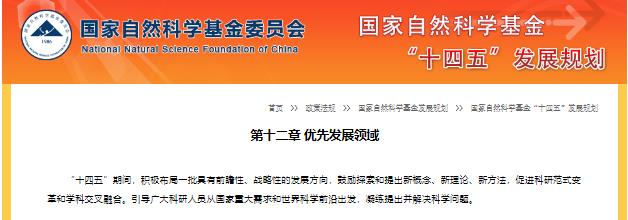 国家自然科学基金委员会
National Natural Science Foundation of China
国家自然科学基金
“十四五”发展规划
首页 >> 政策法规 >> 国家自然科学基金发展规划 >> 国家自然科学基金“十四五”发展规划
第十二章 优先发展领域
“十四五”期间，积极布局一批具有前瞻性、战略性的发展方向，鼓励探索和提出新概念、新理论、新方法，促进科研范式变
革和学科交叉融合。引导广大科研人员从国家重大需求和世界科学前沿出发，凝练提出并解决科学问题。